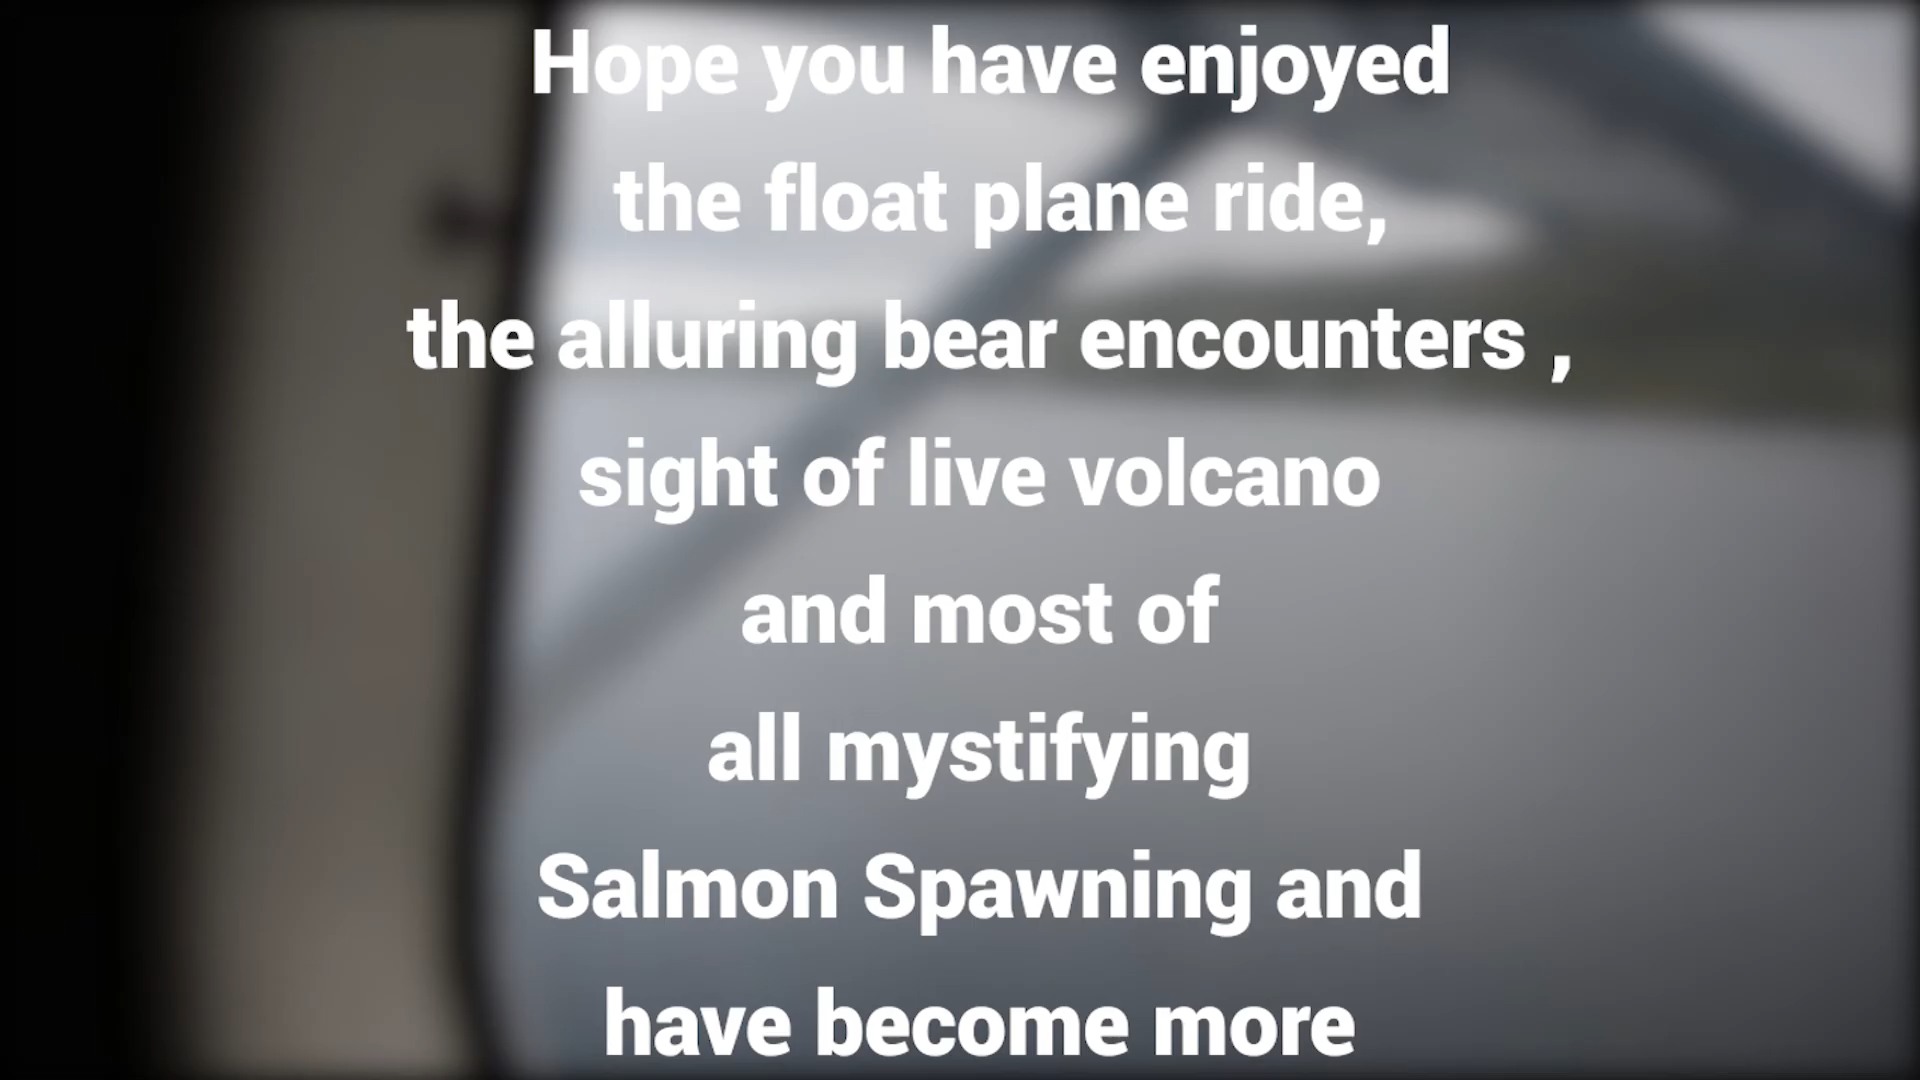 Hope you have enjoyed
the float plane ride,
the alluring bear encounters ,
sight of live volcano
and most of
all mystifying
Salmon Spawning and
have become more